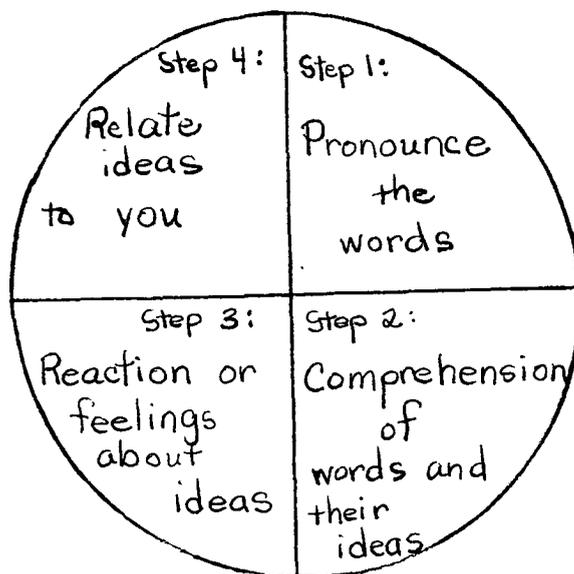 Step 1:
Pronounce
the
words
Step 2:
Comprehension
of
words and
their
ideas
Step 3:
Reaction or
feelings
about
ideas
Step 4:
Relate
ideas
to you